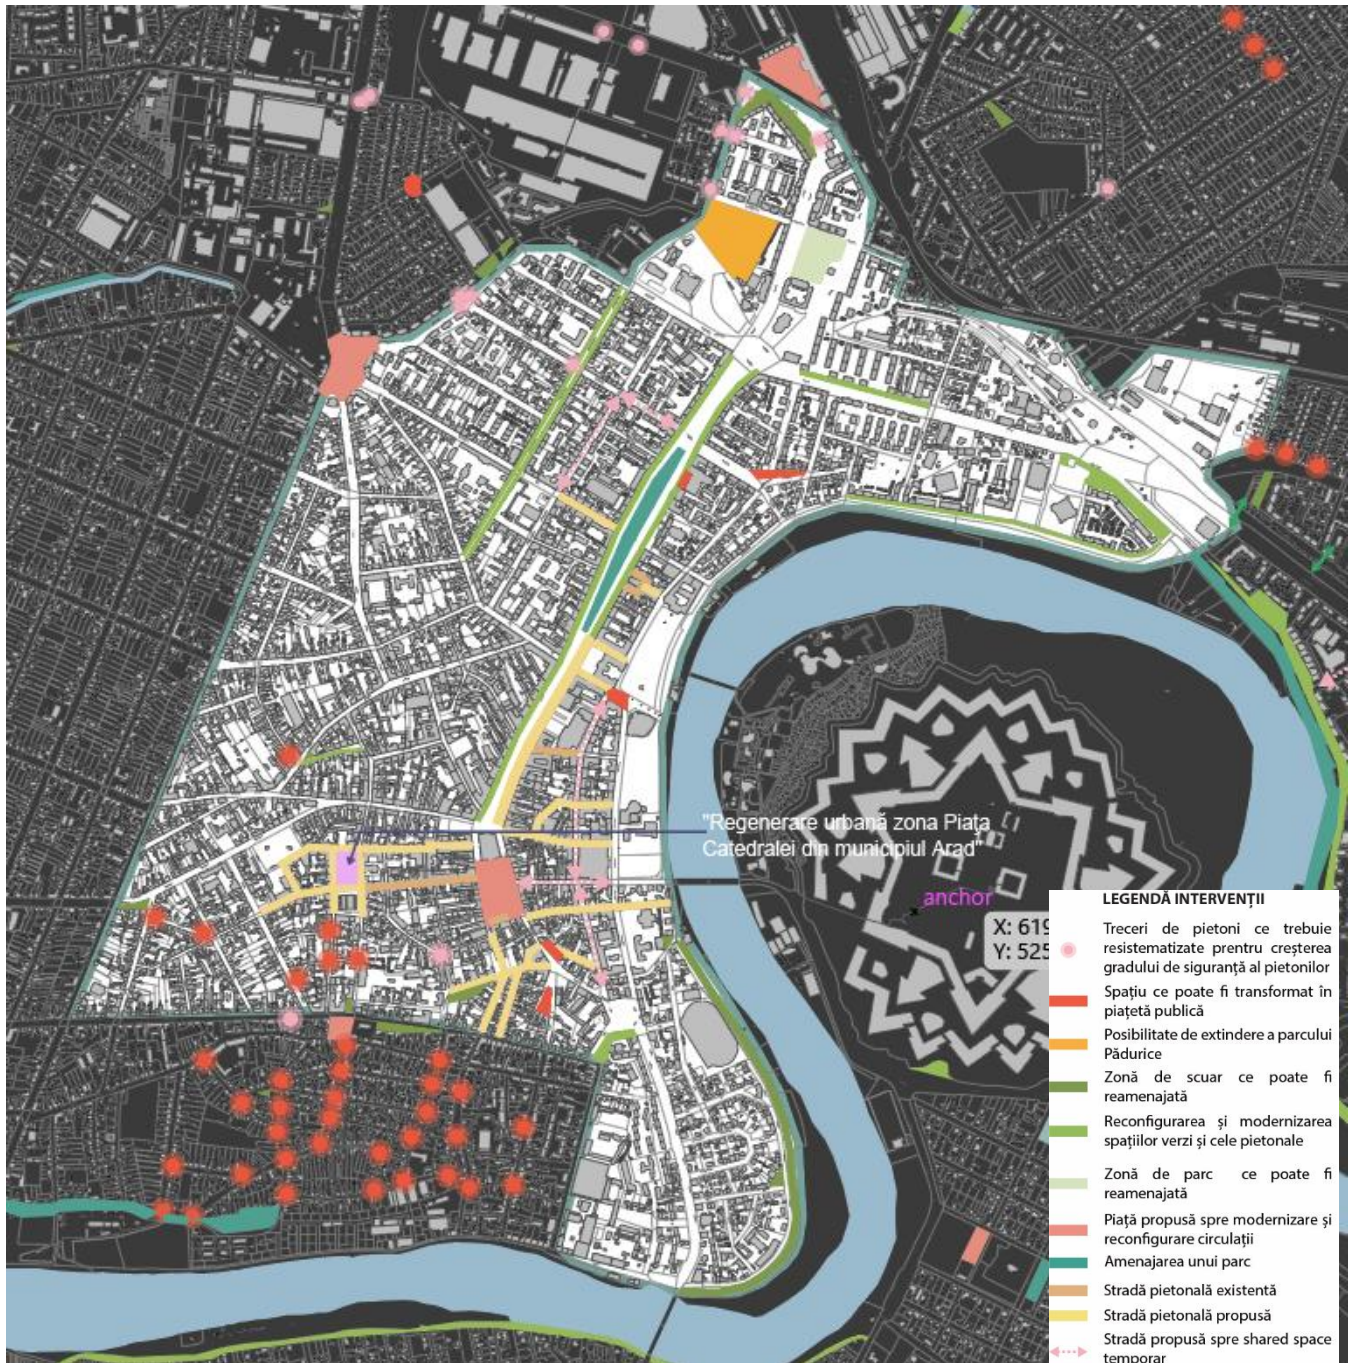 "Regenerare urbană zona Piața
Catedralei din municipiul Arad"
anchor
X: 619
Y: 525
LEGENDĂ INTERVENȚII
Treceri de pietoni ce trebuie
resistematizate prentru creșterea
gradului de siguranță al pietonilor
Spațiu ce poate fi transformat în
piațetă publică
Posibilitate de extindere a parcului
Pădurice
Zonă de scuar ce poate fi
reamenajată
Reconfigurarea și modernizarea
spațiilor verzi și cele pietonale
Zonă de parc ce poate fi
reamenajată
Piață propusă spre modernizare și
reconfigurare circulații
Amenajarea unui parc
Stradă pietonală existentă
Stradă pietonală propusă
Stradă propusă spre shared space
temporar